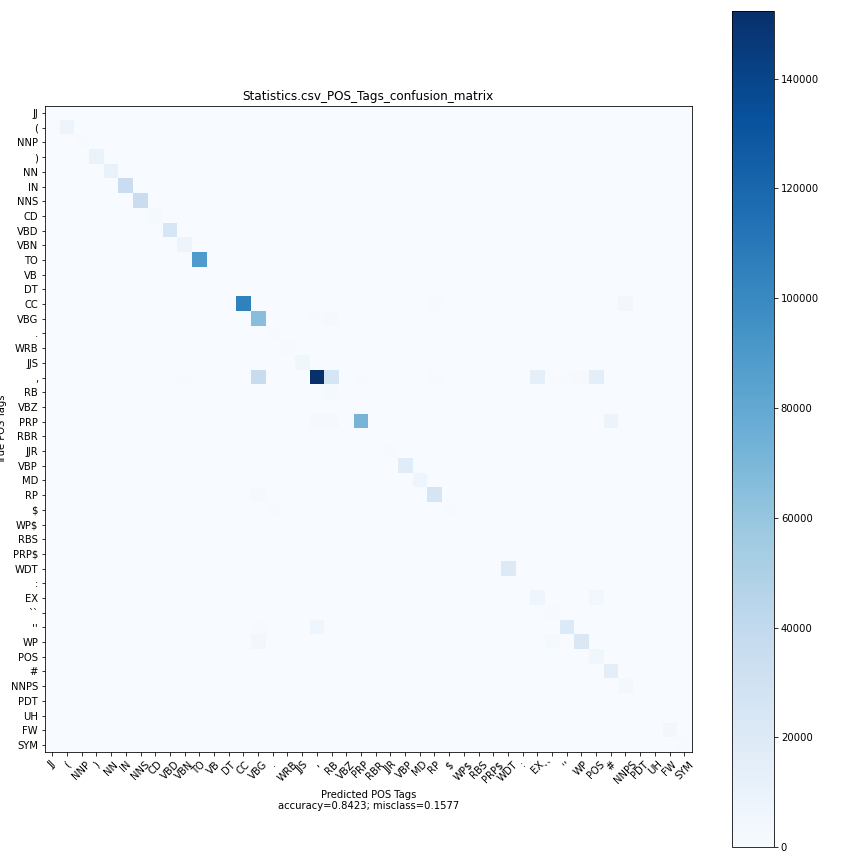 Statistics.csv_POS_Tags_confusion_matrix
JJ
(
NNP
)
NN
IN
NNS
CD
VBD
VBN
TO
VB
DT
CC
VBG
.
WRB
JJS
,
RB
VBZ
PRP
RBR
JJR
VBP
MD
RP
$
WP$
RBS
PRP$
WDT
:
EX
``
''
WP
POS
#
NNPS
PDT
UH
FW
SYM
True POS Tags
JJ ( NNP ) NN IN NNS CD VBD VBN TO VB DT CC VBG . WRB JJS , RB VBZ PRP RBR JJR VBP MD RP $ WP$ RBS PRP$ WDT : EX `` '' WP POS # NNPS PDT UH FW SYM
Predicted POS Tags
accuracy=0.8423; misclass=0.1577
140000
120000
100000
80000
60000
40000
20000
0